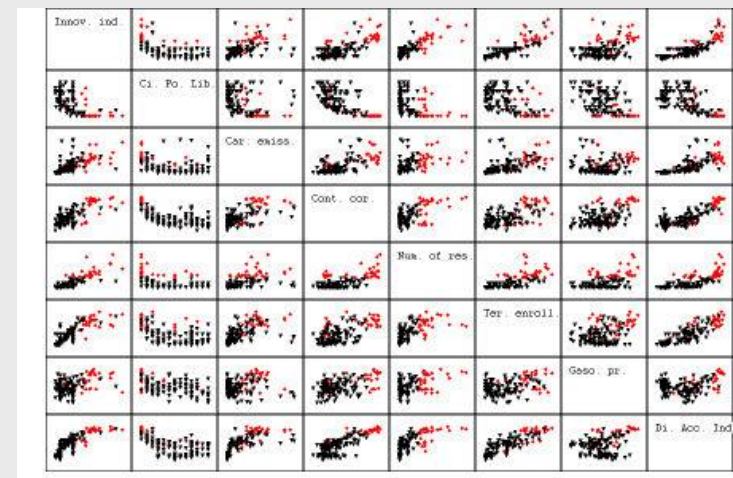 Innov. ind.
Ci. Po. Lib.
Car. emiss.
Cont. cor.
Num. of res.
Ter. enroll.
Gaso. pr.
Di. Acc. Ind